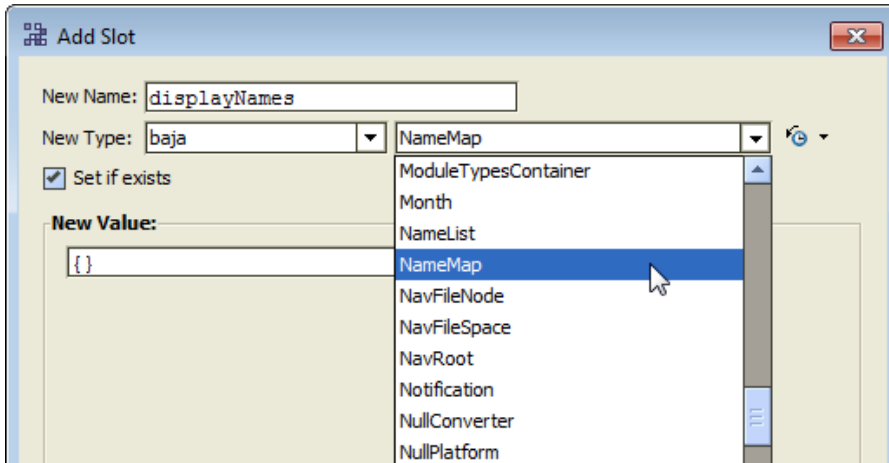 Add Slot
New Name: displayNames
New Type: baja NameMap
Set if exists
New Value:
{}
ModuleTypesContainer
Month
NameList
NameMap
NavFileNode
NavFileSpace
NavRoot
Notification
NullConverter
NullPlatform